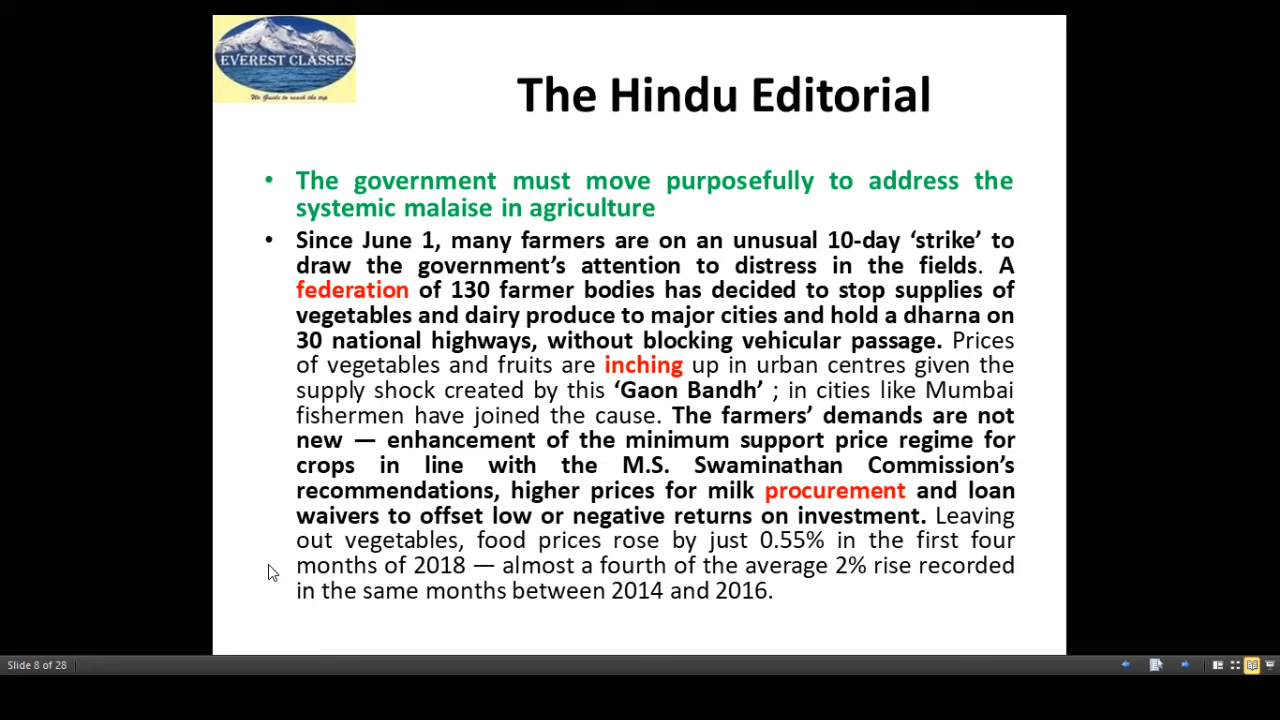 EVEREST CLASSES
We Guide to reach the top
The Hindu Editorial
• The government must move purposefully to address the
systemic malaise in agriculture
• Since June 1, many farmers are on an unusual 10-day ‘strike’ to
draw the government’s attention to distress in the fields. A
federation of 130 farmer bodies has decided to stop supplies of
vegetables and dairy produce to major cities and hold a dharna on
30 national highways, without blocking vehicular passage. Prices
of vegetables and fruits are inching up in urban centres given the
supply shock created by this ‘Gaon Bandh’ ; in cities like Mumbai
fishermen have joined the cause. The farmers’ demands are not
new — enhancement of the minimum support price regime for
crops in line with the M.S. Swaminathan Commission’s
recommendations, higher prices for milk procurement and loan
waivers to offset low or negative returns on investment. Leaving
out vegetables, food prices rose by just 0.55% in the first four
months of 2018 — almost a fourth of the average 2% rise recorded
in the same months between 2014 and 2016.
Slide 8 of 28